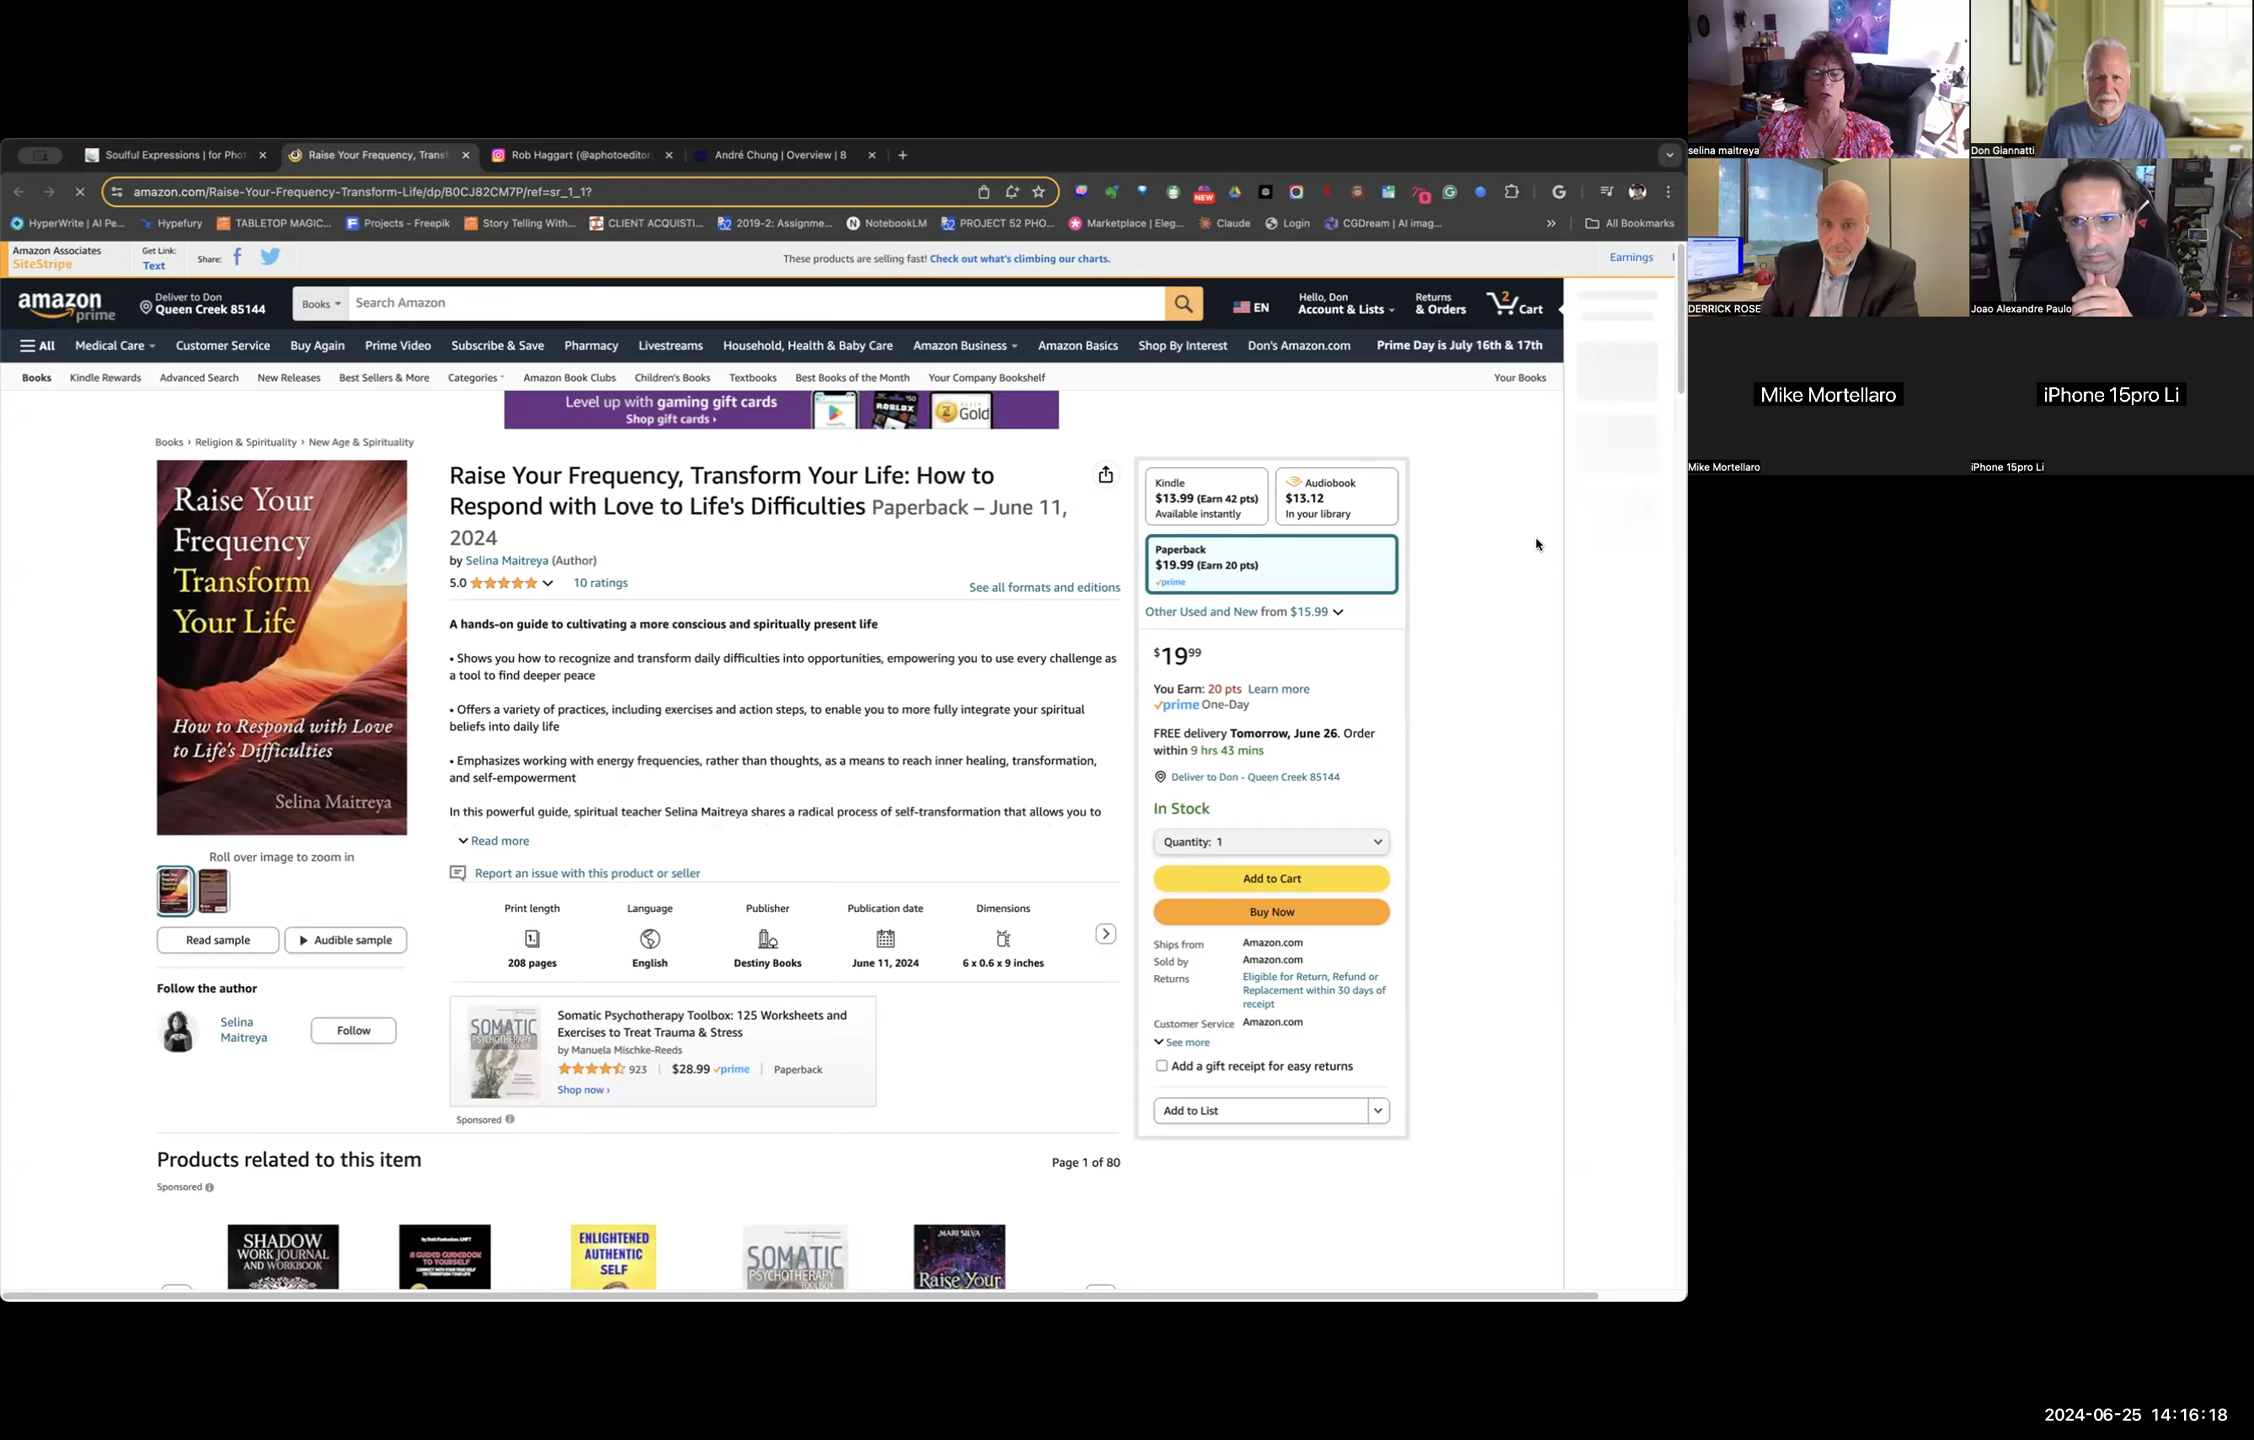 Soulful Expressions | for Phot
Raise Your Frequency, Transf
Rob Haggart (@aphotoeditor
André Chung | Overview | 8
amazon.com/Raise-Your-Frequency-Transform-Life/dp/B0CJ82CM7P/ref=sr_1_1?
NEW
HyperWrite | AI Pe...
Hypefury
TABLETOP MAGIC...
Projects – Freepik
Story Telling With...
CLIENT ACQUISTI...
2019-2: Assignme...
NotebookLM
PROJECT 52 PHO...
Marketplace | Eleg...
Claude
Login
CGDream | AI imag...
All Bookmarks
Amazon Associates
SiteStripe
Get Link:
Text
Share:
These products are selling fast! Check out what's climbing our charts.
Earnings
amazon
prime
Deliver to Don
Queen Creek 85144
Books
Search Amazon
EN
Hello, Don
Account & Lists
Returns
& Orders
2
Cart
All
Medical Care
Customer Service
Buy Again
Prime Video
Subscribe & Save
Pharmacy
Livestreams
Household, Health & Baby Care
Amazon Business
Amazon Basics
Shop By Interest
Don's Amazon.com
Prime Day is July 16th & 17th
Books
Kindle Rewards
Advanced Search
New Releases
Best Sellers & More
Categories
Amazon Book Clubs
Children's Books
Textbooks
Best Books of the Month
Your Company Bookshelf
Your Books
Level up with gaming gift cards
Shop gift cards ›
ROBLOX
Gold
Books › Religion & Spirituality › New Age & Spirituality
Raise Your
Frequency
Transform
Your Life
How to Respond with Love
to Life's Difficulties
Selina Maitreya
Roll over image to zoom in
Read sample
Audible sample
Follow the author
Selina
Maitreya
Follow
Raise Your Frequency, Transform Your Life: How to
Respond with Love to Life's Difficulties Paperback – June 11,
2024
by Selina Maitreya (Author)
5.0
10 ratings
See all formats and editions
A hands-on guide to cultivating a more conscious and spiritually present life
• Shows you how to recognize and transform daily difficulties into opportunities, empowering you to use every challenge as
a tool to find deeper peace
• Offers a variety of practices, including exercises and action steps, to enable you to more fully integrate your spiritual
beliefs into daily life
• Emphasizes working with energy frequencies, rather than thoughts, as a means to reach inner healing, transformation,
and self-empowerment
In this powerful guide, spiritual teacher Selina Maitreya shares a radical process of self-transformation that allows you to
Read more
Report an issue with this product or seller
Print length
208 pages
Language
English
Publisher
Destiny Books
Publication date
June 11, 2024
Dimensions
6 x 0.6 x 9 inches
SOMATIC
PSYCHOTHERAPY
TOOLBOX
Somatic Psychotherapy Toolbox: 125 Worksheets and
Exercises to Treat Trauma & Stress
by Manuela Mischke-Reeds
923
$28.99 prime
Paperback
Shop now ›
Sponsored
Kindle
$13.99 (Earn 42 pts)
Available instantly
Audiobook
$13.12
In your library
Paperback
$19.99 (Earn 20 pts)
prime
Other Used and New from $15.99
$19 99
You Earn: 20 pts Learn more
prime One-Day
FREE delivery Tomorrow, June 26. Order
within 9 hrs 43 mins
Deliver to Don - Queen Creek 85144
In Stock
Quantity: 1
Add to Cart
Buy Now
Ships from Amazon.com
Sold by Amazon.com
Returns Eligible for Return, Refund or
Replacement within 30 days of
receipt
Customer Service Amazon.com
See more
Add a gift receipt for easy returns
Add to List
Products related to this item
Page 1 of 80
Sponsored
SHADOW
WORK JOURNAL
AND WORKBOOK
A GUIDED GUIDEBOOK
TO YOURSELF
ENLIGHTENED
AUTHENTIC
SELF
SOMATIC
PSYCHOTHERAPY
TOOLBOX
MARI SILVA
Raise Your
selina maitreya
Don Giannatti
DERRICK ROSE
Joao Alexandre Paulo
Mike Mortellaro
iPhone 15pro Li
Mike Mortellaro
iPhone 15pro Li
2024-06-25 14:16:18